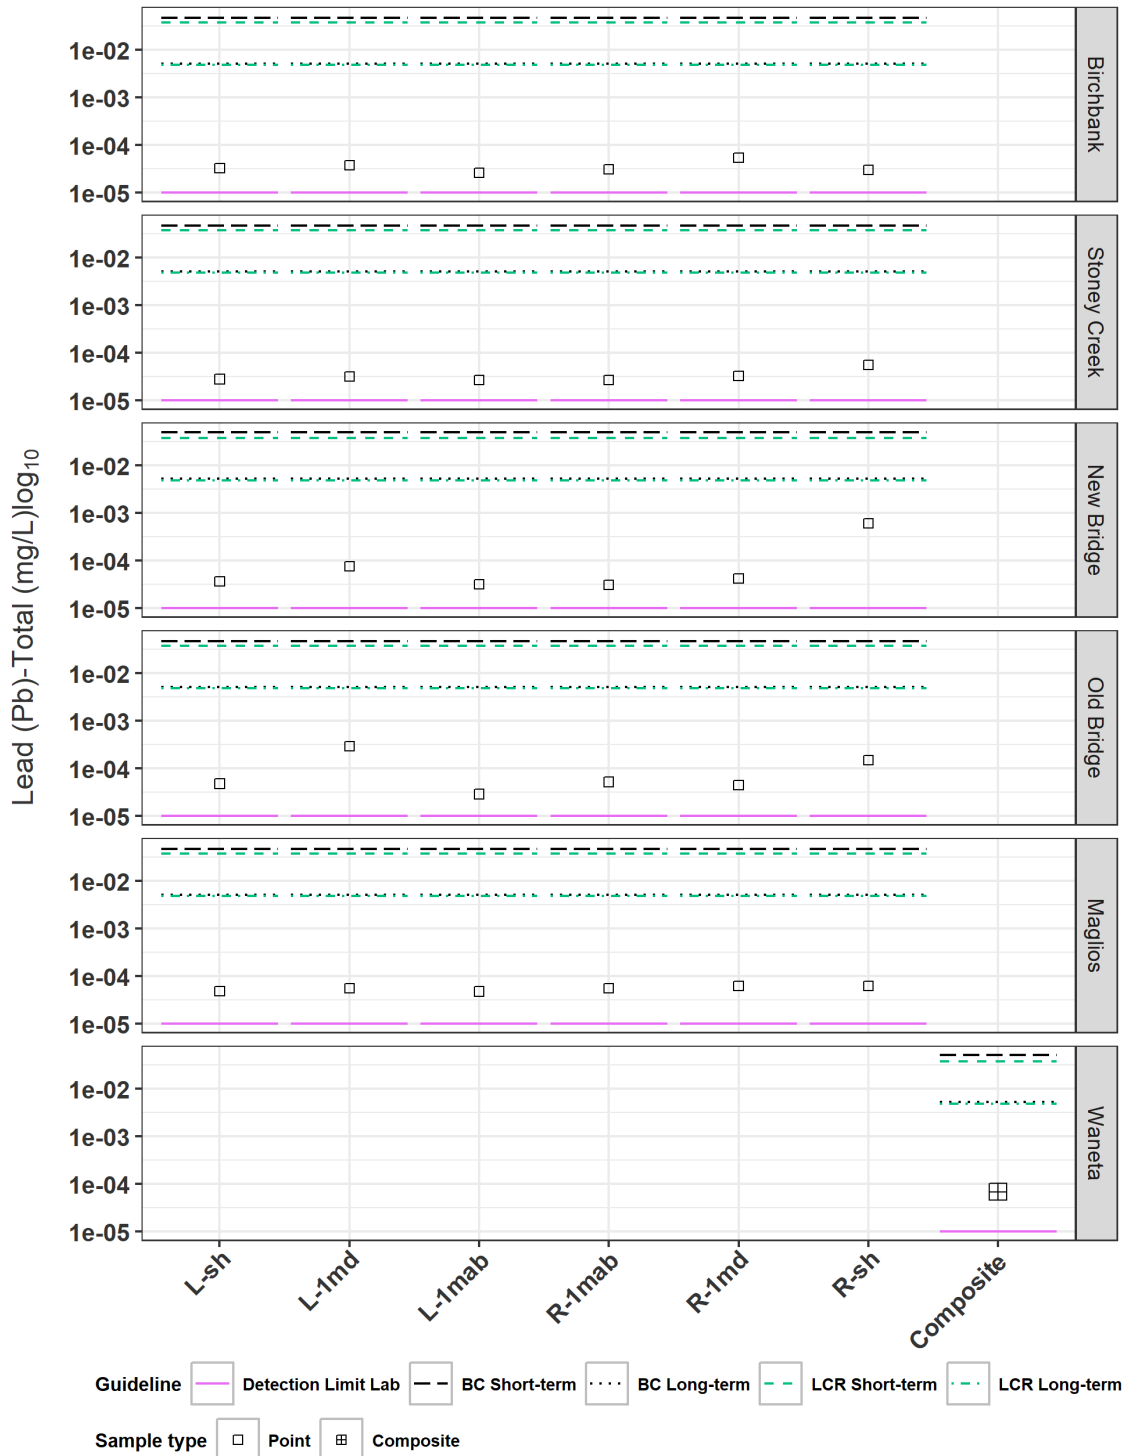 Lead (Pb)-Total (mg/L)log10
1e-02
1e-03
1e-04
1e-05
Birchbank
1e-02
1e-03
1e-04
1e-05
Stoney Creek
1e-02
1e-03
1e-04
1e-05
New Bridge
1e-02
1e-03
1e-04
1e-05
Old Bridge
1e-02
1e-03
1e-04
1e-05
Maglios
1e-02
1e-03
1e-04
1e-05
Waneta
L-sh
L-1md
L-1mab
R-1mab
R-1md
R-sh
Composite
Guideline Detection Limit Lab BC Short-term BC Long-term LCR Short-term LCR Long-term
Sample type Point Composite